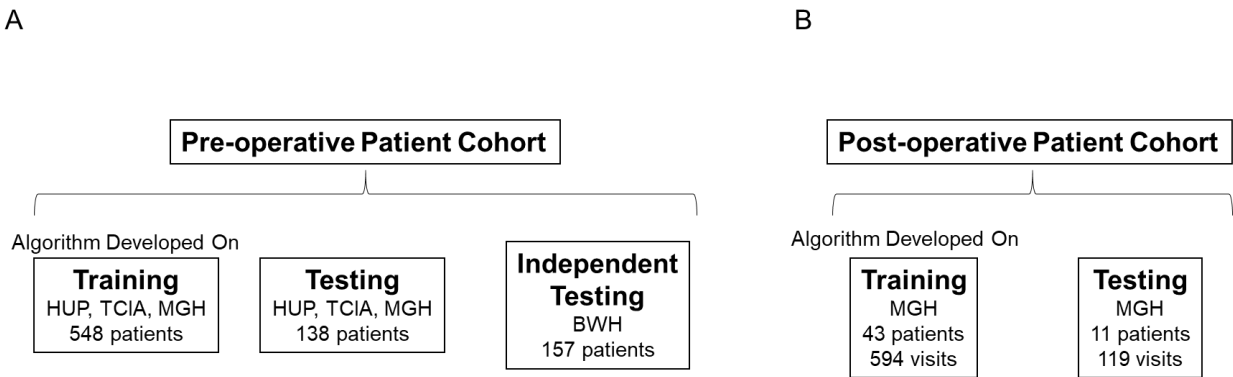 A
Pre-operative Patient Cohort
Algorithm Developed On
Training
HUP, TCIA, MGH
548 patients
Testing
HUP, TCIA, MGH
138 patients
Independent
Testing
BWH
157 patients
B
Post-operative Patient Cohort
Algorithm Developed On
Training
MGH
43 patients
594 visits
Testing
MGH
11 patients
119 visits